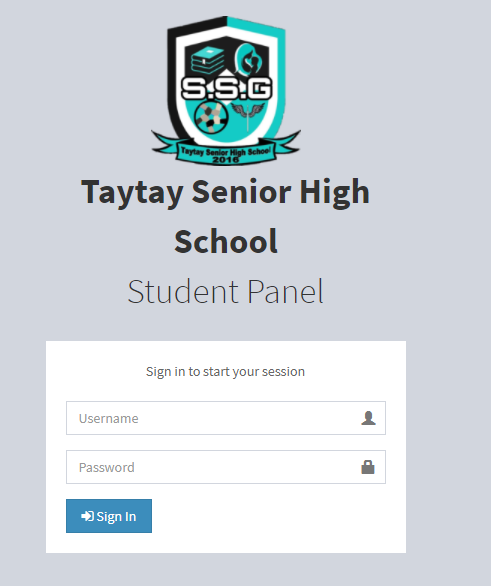 S.S.G
Taytay Senior High School
2016
Taytay Senior High
School
Student Panel
Sign in to start your session
Username
Password
Sign In